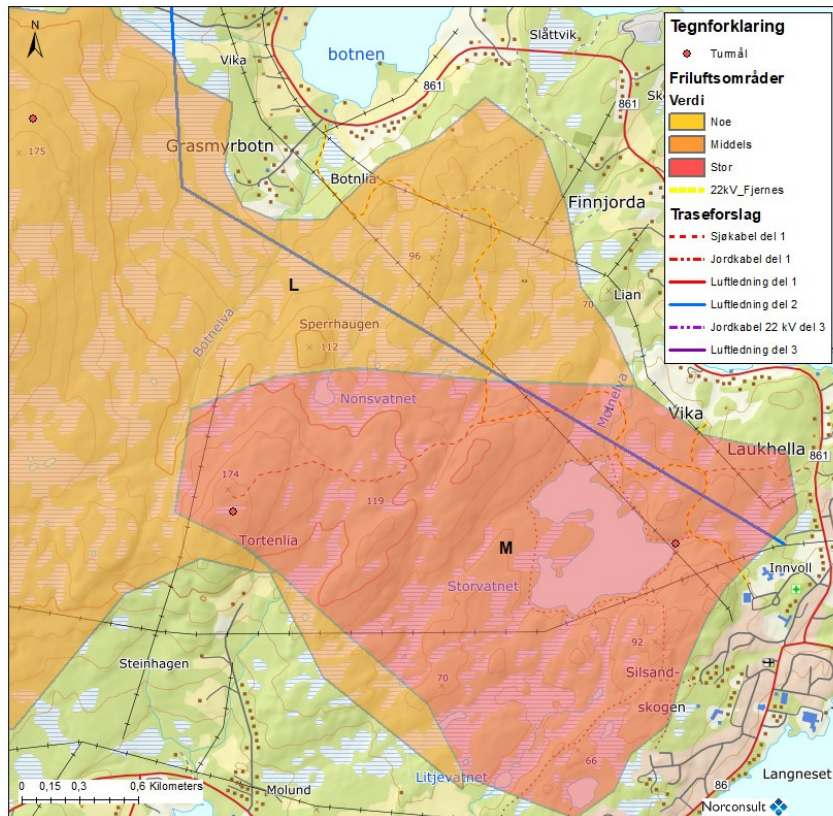 N
Vika
botnen
Slåttvik
861
Tegnforklaring
Turmål
Friluftsområder
Verdi
Noe
Middels
Stor
22kV_Fjernes
Traseforslag
Sjøkabel del 1
Jordkabel del 1
Luftledning del 1
Luftledning del 2
Jordkabel 22 kV del 3
Luftledning del 3
861
175
Grasmyrbotn
Botnlia
Finnjorda
96
L
70
Lian
Botnelva
Sperrhaugen
112
Nonsvatnet
Molnelva
Vika
Laukhella
861
174
119
Tortenlia
M
Storvatnet
Innvoll
Steinhagen
92
Silsand-
skogen
70
66
Litjevatnet
Molund
86
Langneset
0 0,15 0,3 0,6 Kilometers
Norconsult